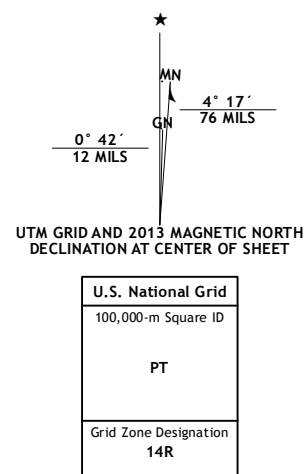 ★
MN
4° 17´
76 MILS
GN
0° 42´
12 MILS
UTM GRID AND 2013 MAGNETIC NORTH
DECLINATION AT CENTER OF SHEET
U.S. National Grid
100,000-m Square ID
PT
Grid Zone Designation
14R